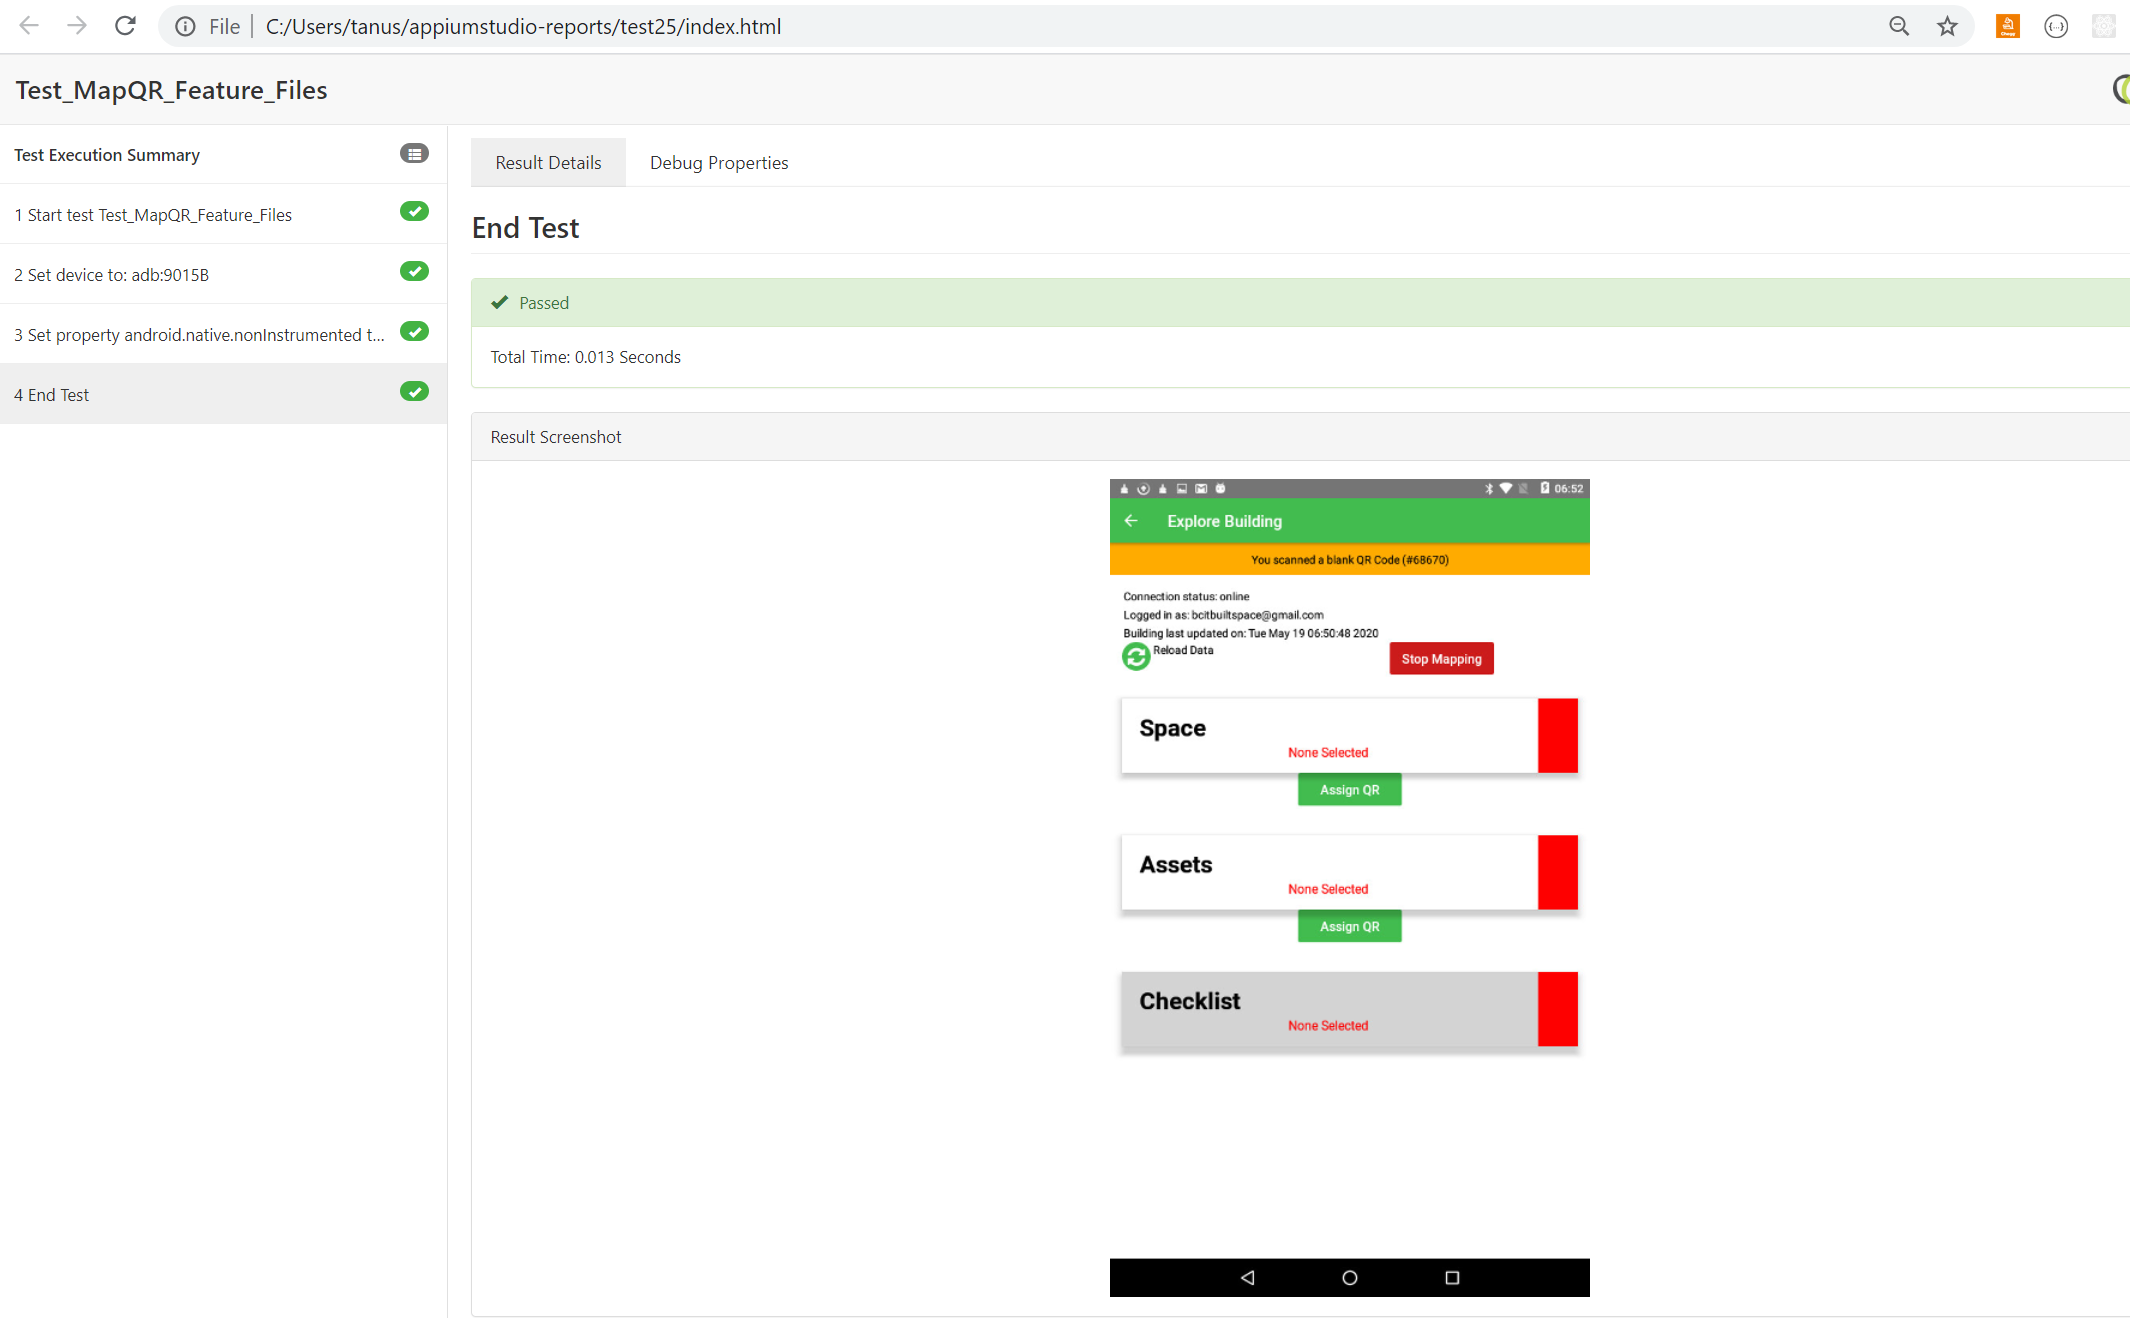 File | C:/Users/tanus/appiumstudio-reports/test25/index.html
Test_MapQR_Feature_Files
Test Execution Summary
1 Start test Test_MapQR_Feature_Files
2 Set device to: adb:9015B
3 Set property android.native.nonInstrumented t...
4 End Test
Result Details
Debug Properties
End Test
Passed
Total Time: 0.013 Seconds
Result Screenshot
06:52
Explore Building
You scanned a blank QR Code (#68670)
Connection status: online
Logged in as: bcitbuiltspace@gmail.com
Building last updated on: Tue May 19 06:50:48 2020
Reload Data
Stop Mapping
Space
None Selected
Assign QR
Assets
None Selected
Assign QR
Checklist
None Selected